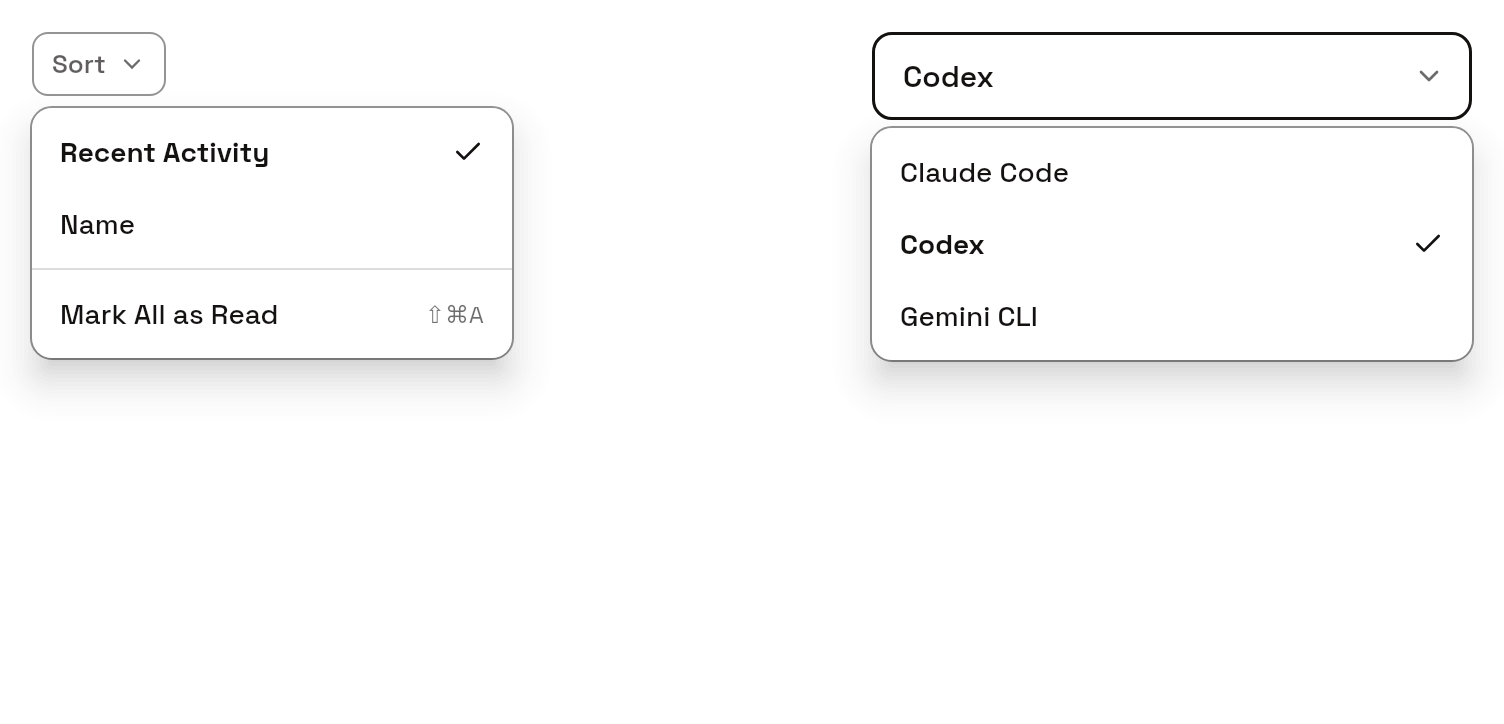 Sort
Recent Activity
Name
Mark All as Read ⇧⌘A
Codex
Claude Code
Codex
Gemini CLI